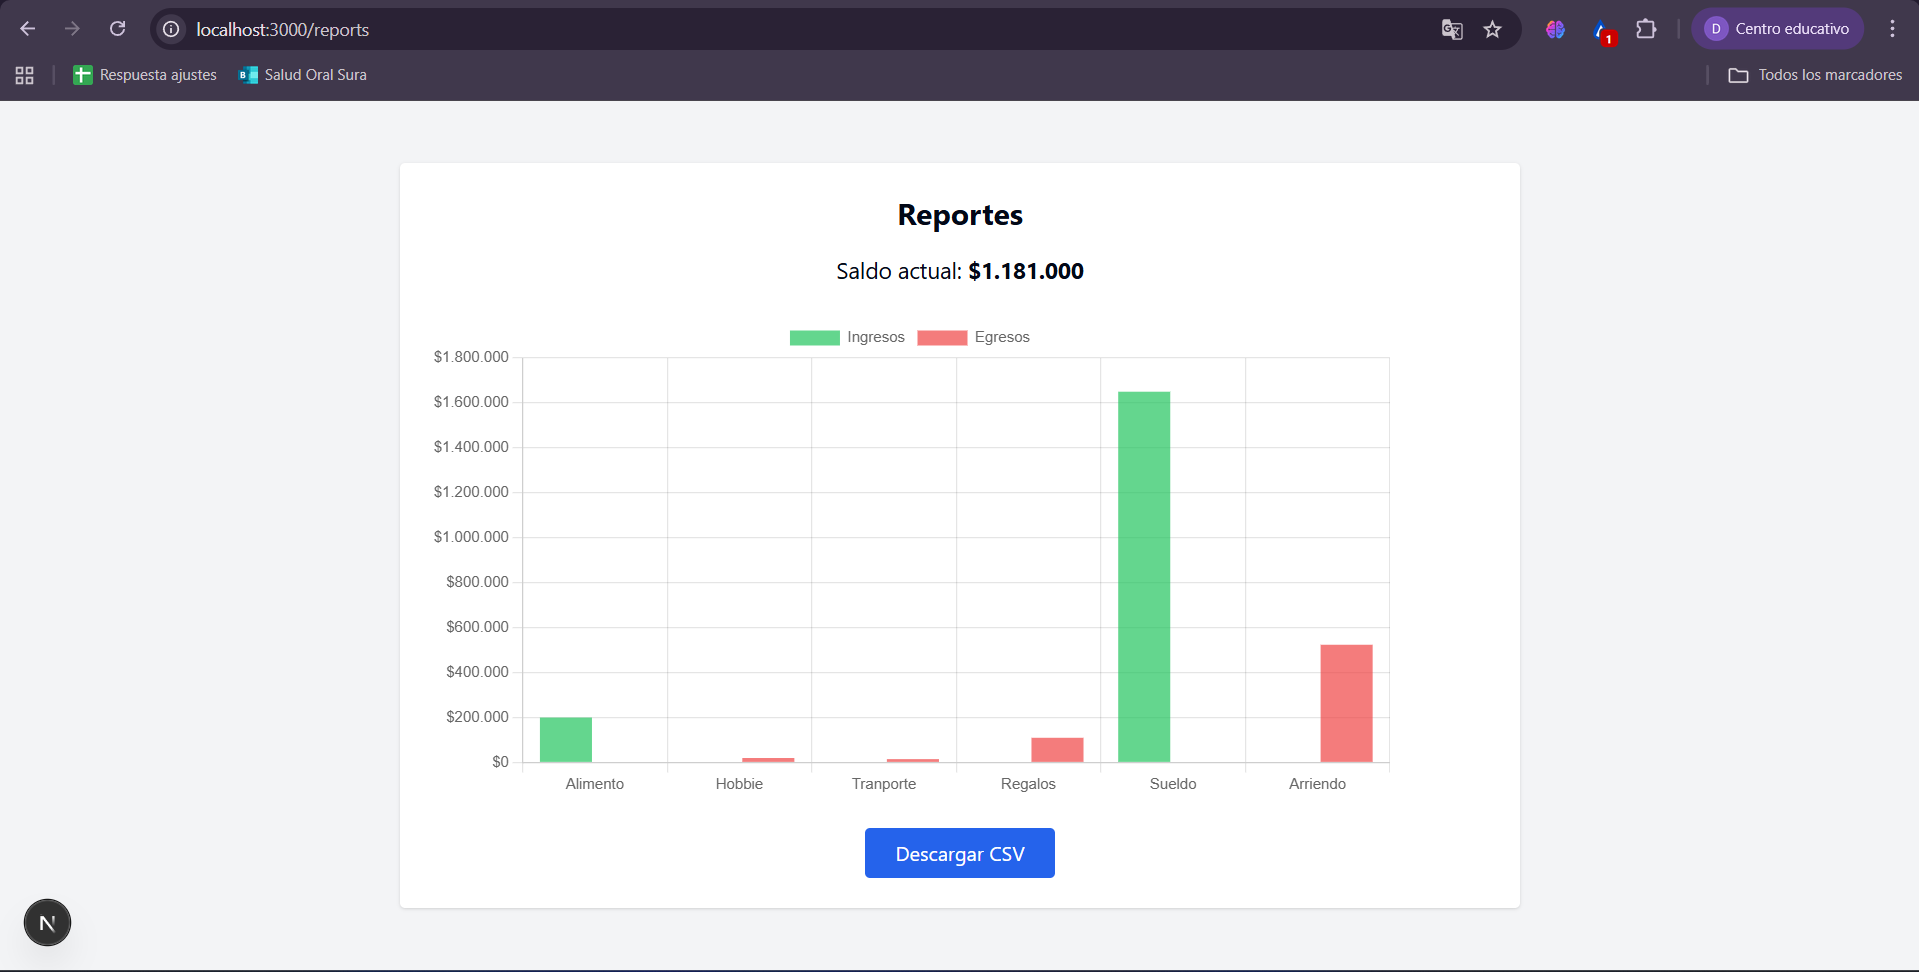 localhost:3000/reports
1
D Centro educativo
Respuesta ajustes
B Salud Oral Sura
Todos los marcadores
Reportes
Saldo actual: $1.181.000
Ingresos Egresos
$1.800.000
$1.600.000
$1.400.000
$1.200.000
$1.000.000
$800.000
$600.000
$400.000
$200.000
$0
Alimento Hobbie Tranporte Regalos Sueldo Arriendo
Descargar CSV
N